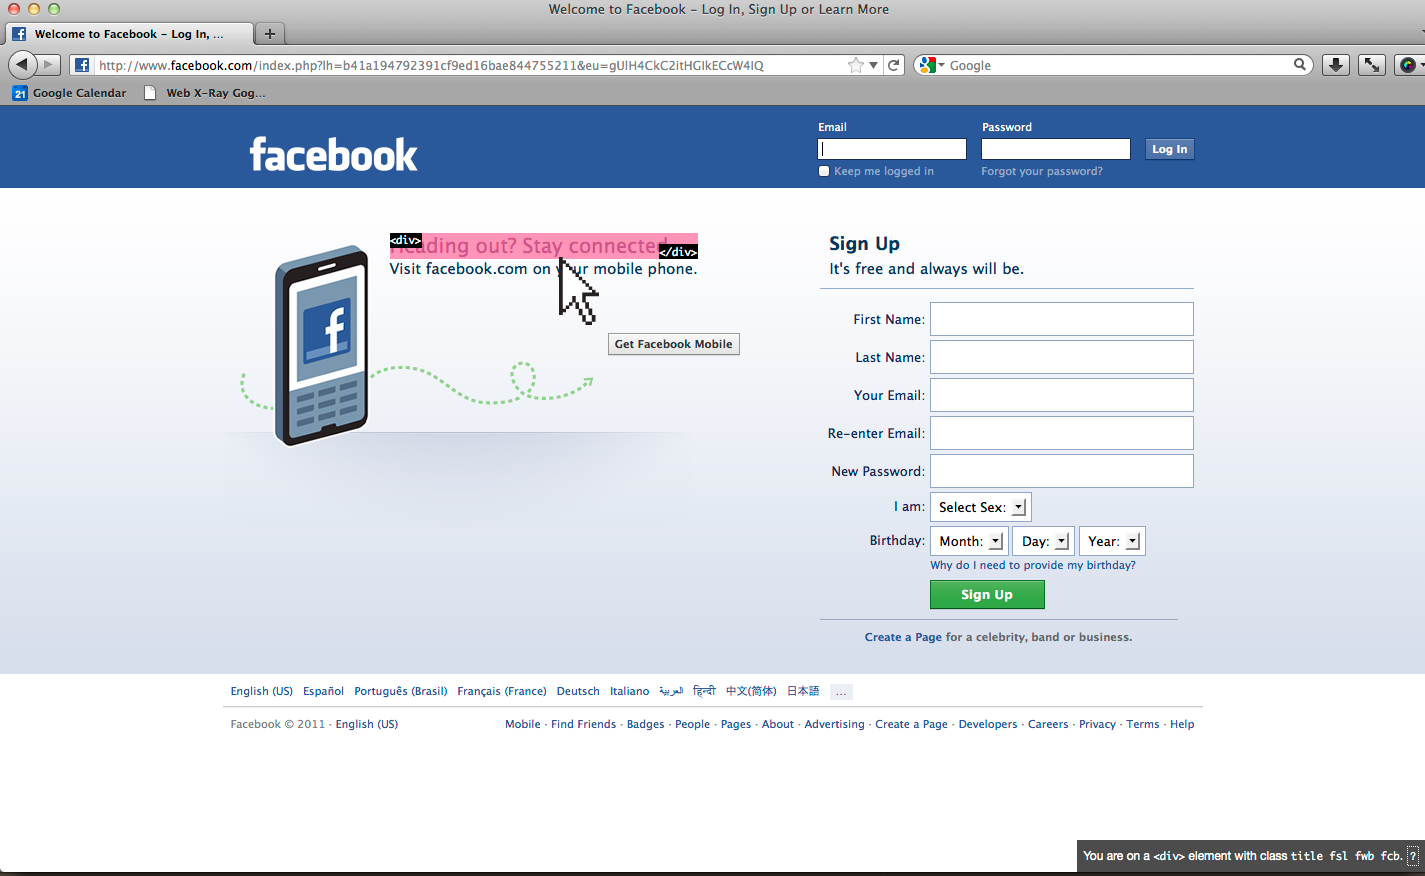 Welcome to Facebook – Log In, Sign Up or Learn More
Welcome to Facebook – Log In, ...
http://www.facebook.com/index.php?lh=b41a194792391cf9ed16bae844755211&eu=gUlH4CkC2itHGIkECcW4IQ
Google
21 Google Calendar
Web X-Ray Gog...
facebook
Email
Password
Log In
Keep me logged in
Forgot your password?
<div>
Heading out? Stay connected
</div>
Visit facebook.com on your mobile phone.
Get Facebook Mobile
f
Sign Up
It's free and always will be.
First Name:
Last Name:
Your Email:
Re-enter Email:
New Password:
I am: Select Sex:
Birthday: Month: Day: Year:
Why do I need to provide my birthday?
Sign Up
Create a Page for a celebrity, band or business.
English (US) Español Português (Brasil) Français (France) Deutsch Italiano العربية हिन्दी 中文(简体) 日本語 ...
Facebook © 2011 · English (US)
Mobile · Find Friends · Badges · People · Pages · About · Advertising · Create a Page · Developers · Careers · Privacy · Terms · Help
You are on a <div> element with class title fsl fwb fcb. ?